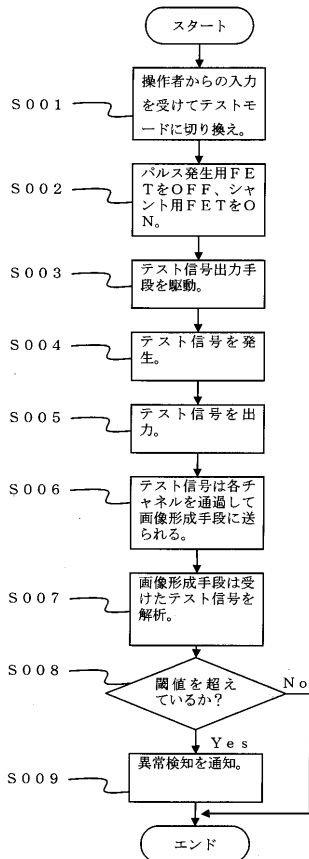 スタート
S001
操作者からの入力
を受けてテストモ
ードに切り換え。
S002
パルス発生用FE
TをOFF、シャ
ント用FETをO
N。
S003
テスト信号出力手
段を駆動。
S004
テスト信号を発
生。
S005
テスト信号を出
力。
S006
テスト信号は各チ
ャネルを通過して
画像形成手段に送
られる。
S007
画像形成手段は受
けたテスト信号を
解析。
S008
閾値を超え
ているか？
No
Yes
S009
異常検知を通知。
エンド